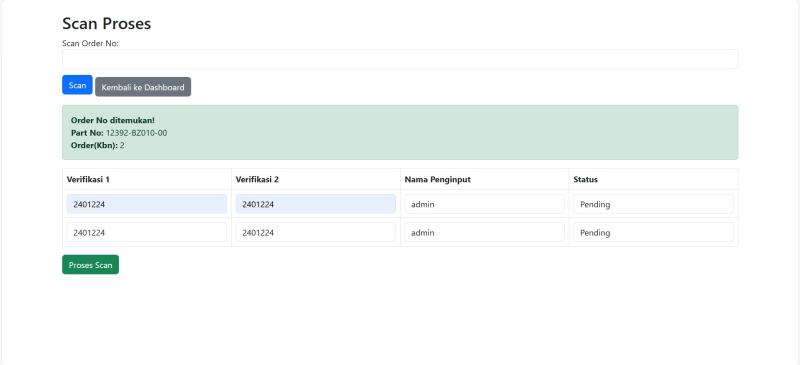 Scan Proses
Scan Order No:
Scan Kembali ke Dashboard
Order No ditemukan!
Part No: 12392-BZ010-00
Order(Kbn): 2
Verifikasi 1 Verifikasi 2 Nama Penginput Status
2401224 2401224 admin Pending
2401224 2401224 admin Pending
Proses Scan